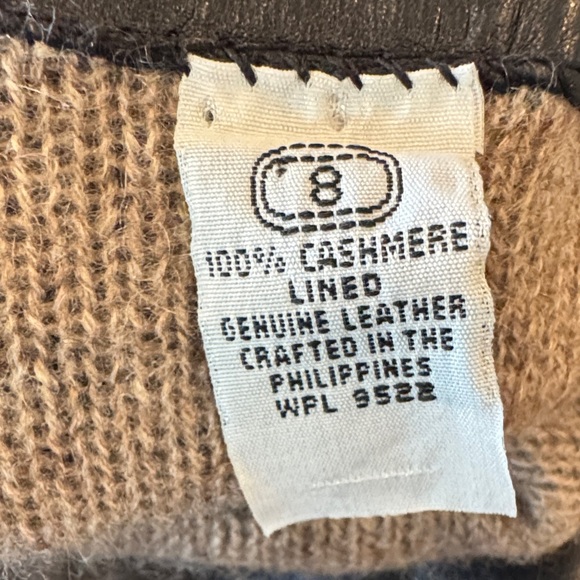 8
100% CASHMERE
LINED
GENUINE LEATHER
CRAFTED IN THE
PHILIPPINES
WPL 9522